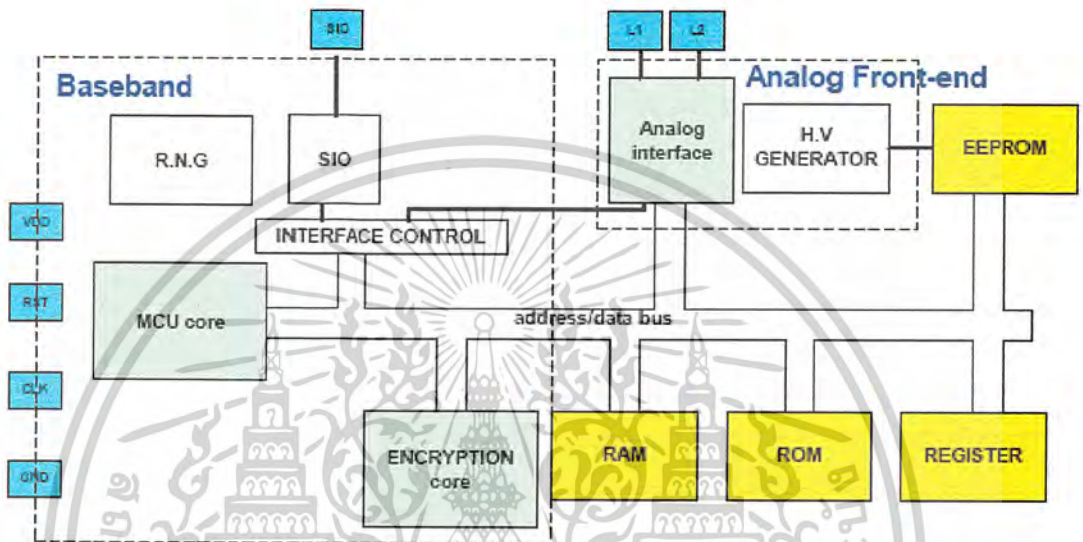 SIO
L1
L2
Baseband
Analog Front-end
R.N.G
SIO
Analog
interface
H.V
GENERATOR
EEPROM
VDD
INTERFACE CONTROL
RST
MCU core
address/data bus
CLK
ENCRYPTION
core
RAM
ROM
REGISTER
GND